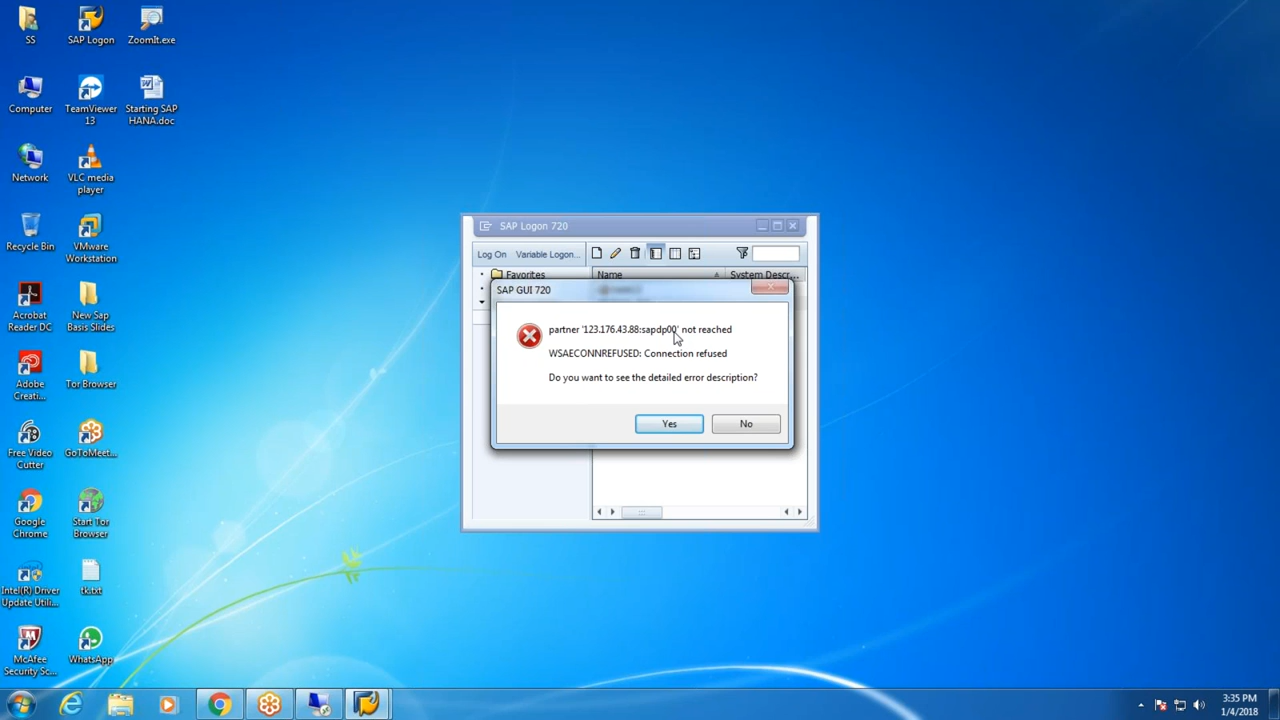 SS
SAP Logon
ZoomIt.exe
Computer
TeamViewer
13
Starting SAP
HANA.doc
Network
VLC media
player
Recycle Bin
VMware
Workstation
Acrobat
Reader DC
New Sap
Basis Slides
Adobe
Creati...
Tor Browser
Free Video
Cutter
GoToMeet...
Google
Chrome
Start Tor
Browser
Intel(R) Driver
Update Utili...
tk.txt
McAfee
Security Sc...
WhatsApp
SAP Logon 720
Log On Variable Logon...
Favorites
Name System Descr...
SAP GUI 720
partner '123.176.43.88:sapdp00' not reached
WSAECONNREFUSED: Connection refused
Do you want to see the detailed error description?
Yes No
3:35 PM
1/4/2018